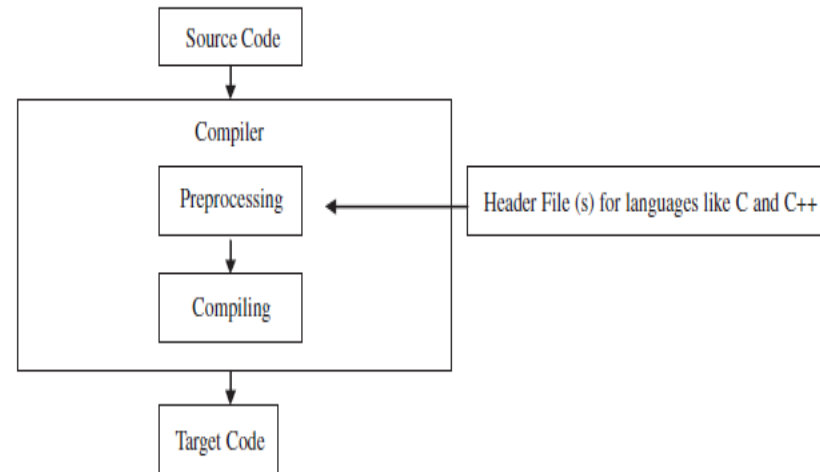 Source Code
Compiler
Preprocessing
Header File (s) for languages like C and C++
Compiling
Target Code